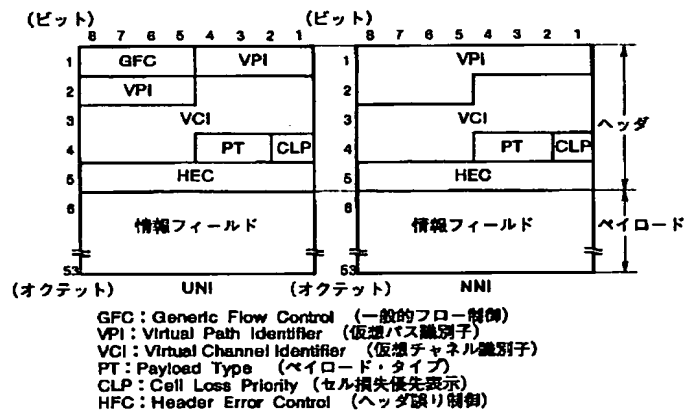 (ビット) (ビット)
8 7 6 5 4 3 2 1 8 7 6 5 4 3 2 1
1 GFC VPI 1 VPI
2 VPI 2
3 VCI 3 VCI ヘッダ
4 PT CLP 4 PT CLP
5 HEC 5 HEC
6 情報フィールド 6 情報フィールド ペイロード
53 53
(オクテット) UNI (オクテット) NNI
GFC:Generic Flow Control (一般的フロー制御)
VPI:Virtual Path Identifier (仮想パス識別子)
VCI:Virtual Channel Identifier (仮想チャネル識別子)
PT:Payload Type (ペイロード・タイプ)
CLP:Cell Loss Priority (セル損失優先表示)
HFC:Header Error Control (ヘッダ誤り制御)